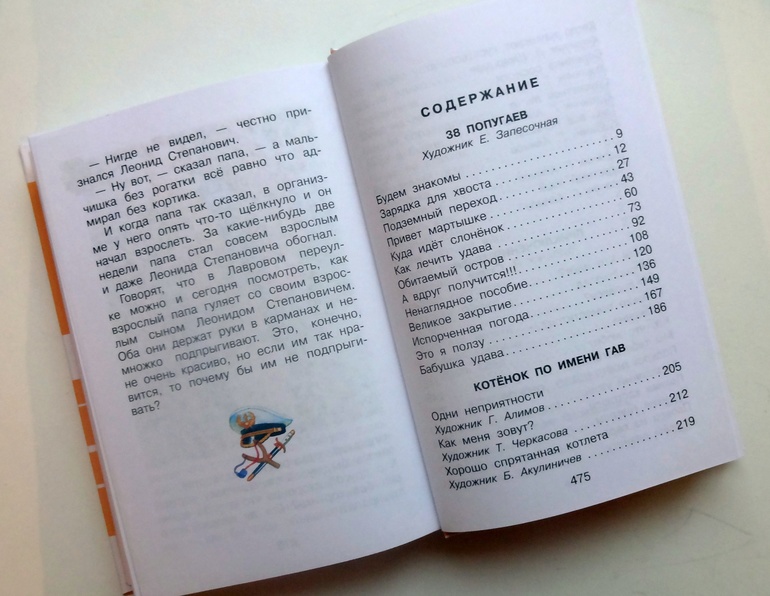 — Нигде не видел, — честно при-
знался Леонид Степанович.
— Ну вот, — сказал папа, — а маль-
чишка без рогатки всё равно что ад-
мирал без кортика.
И когда папа так сказал, в организ-
ме у него опять что-то щёлкнуло и он
начал взрослеть. За какие-нибудь две
недели папа стал совсем взрослым
и даже Леонида Степановича обогнал.
Говорят, что в Лавровом переул-
ке можно и сегодня посмотреть, как
взрослый папа гуляет со своим взрос-
лым сыном Леонидом Степановичем.
Оба они держат руки в карманах и не-
множко подпрыгивают. Это, конечно,
не очень красиво, но если им так нра-
вится, то почему бы им не подпрыги-
вать?
СОДЕРЖАНИЕ
38 ПОПУГАЕВ
Художник Е. Запесочная
Будем знакомы . . . . . . . . . . . . . . . . . . 9
Зарядка для хвоста . . . . . . . . . . . . . . . 12
Подземный переход . . . . . . . . . . . . . . . 27
Привет мартышке . . . . . . . . . . . . . . . . 43
Куда идёт слонёнок . . . . . . . . . . . . . . . 60
Как лечить удава . . . . . . . . . . . . . . . . 73
Обитаемый остров . . . . . . . . . . . . . . . 92
А вдруг получится!!! . . . . . . . . . . . . . . 108
Ненаглядное пособие . . . . . . . . . . . . . . 120
Великое закрытие . . . . . . . . . . . . . . . . 136
Испорченная погода . . . . . . . . . . . . . . 149
Это я ползу . . . . . . . . . . . . . . . . . . . 167
Бабушка удава . . . . . . . . . . . . . . . . . 186
КОТЁНОК ПО ИМЕНИ ГАВ
Одни неприятности
Художник Г. Алимов . . . . . . . . . . . . . . 205
Как меня зовут?
Художник Т. Черкасова . . . . . . . . . . . . 212
Хорошо спрятанная котлета
Художник Б. Акулиничев . . . . . . . . . . . 219
475